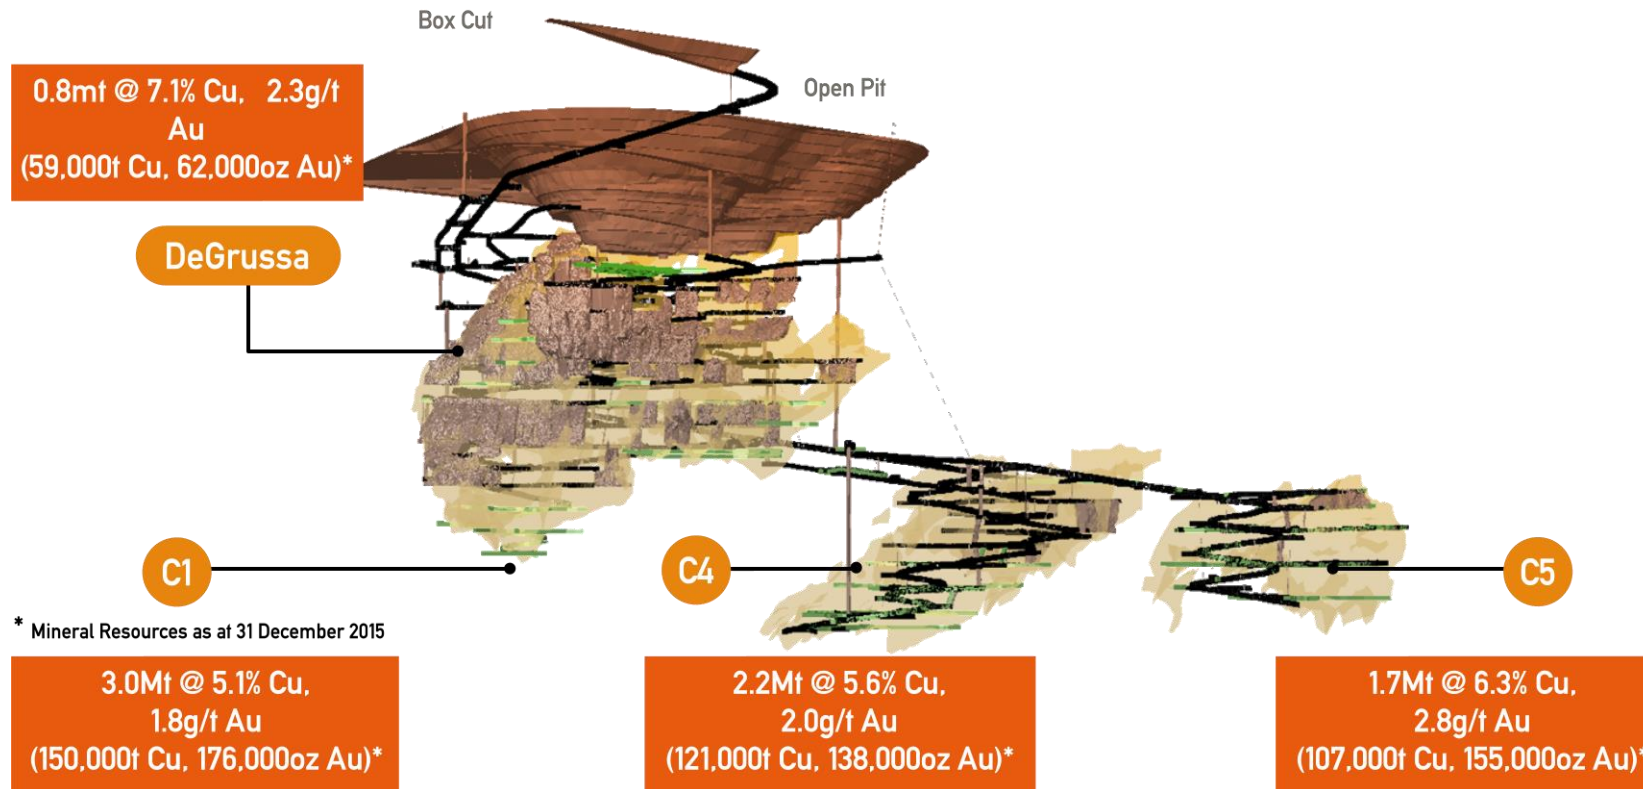 Box Cut
Open Pit
0.8mt @ 7.1% Cu, 2.3g/t
Au
(59,000t Cu, 62,000oz Au)*
DeGrussa
C1
C4
C5
* Mineral Resources as at 31 December 2015
3.0Mt @ 5.1% Cu,
1.8g/t Au
(150,000t Cu, 176,000oz Au)*
2.2Mt @ 5.6% Cu,
2.0g/t Au
(121,000t Cu, 138,000oz Au)*
1.7Mt @ 6.3% Cu,
2.8g/t Au
(107,000t Cu, 155,000oz Au)*